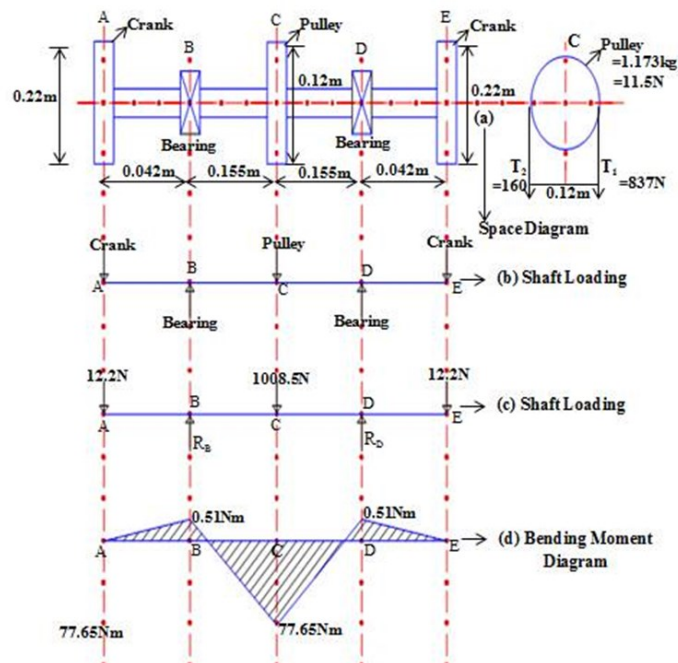 A
Crank
B
C
Pulley
D
E
Crank
C
Pulley
=1.173kg
=11.5N
0.22m
0.12m
0.22m
(a)
Bearing
Bearing
0.042m
0.155m
0.155m
0.042m
T2
=160
0.12m
T1
=837N
Space Diagram
Crank
Pulley
Crank
A
B
C
D
E
(b) Shaft Loading
Bearing
Bearing
12.2N
1008.5N
12.2N
A
B
C
D
E
(c) Shaft Loading
RB
RD
0.51Nm
0.51Nm
A
B
C
D
E
(d) Bending Moment
Diagram
77.65Nm
77.65Nm